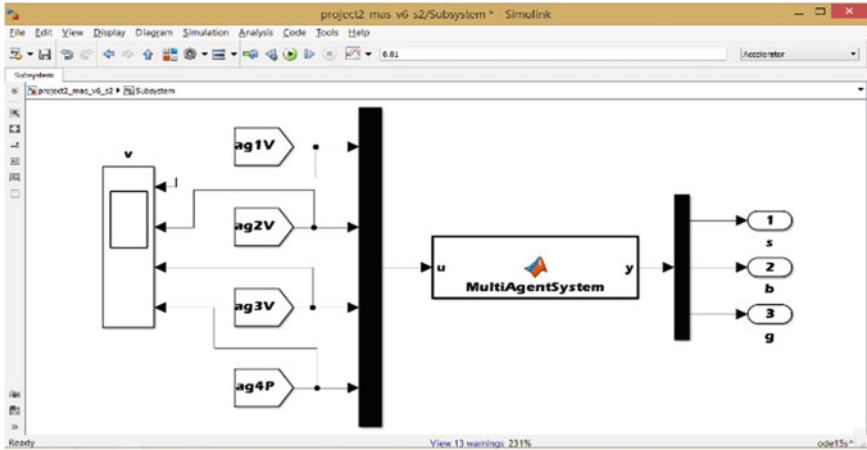 project2_mas_v6_s2/Subsystem * - Simulink
File Edit View Display Diagram Simulation Analysis Code Tools Help
0.01 Accelerator
Subsystem
project2_mas_v6_s2 Subsystem
v
ag1V
ag2V
ag3V
ag4P
u y
MultiAgentSystem
1
s
2
b
3
g
Ready View 13 warnings 231% ode15s